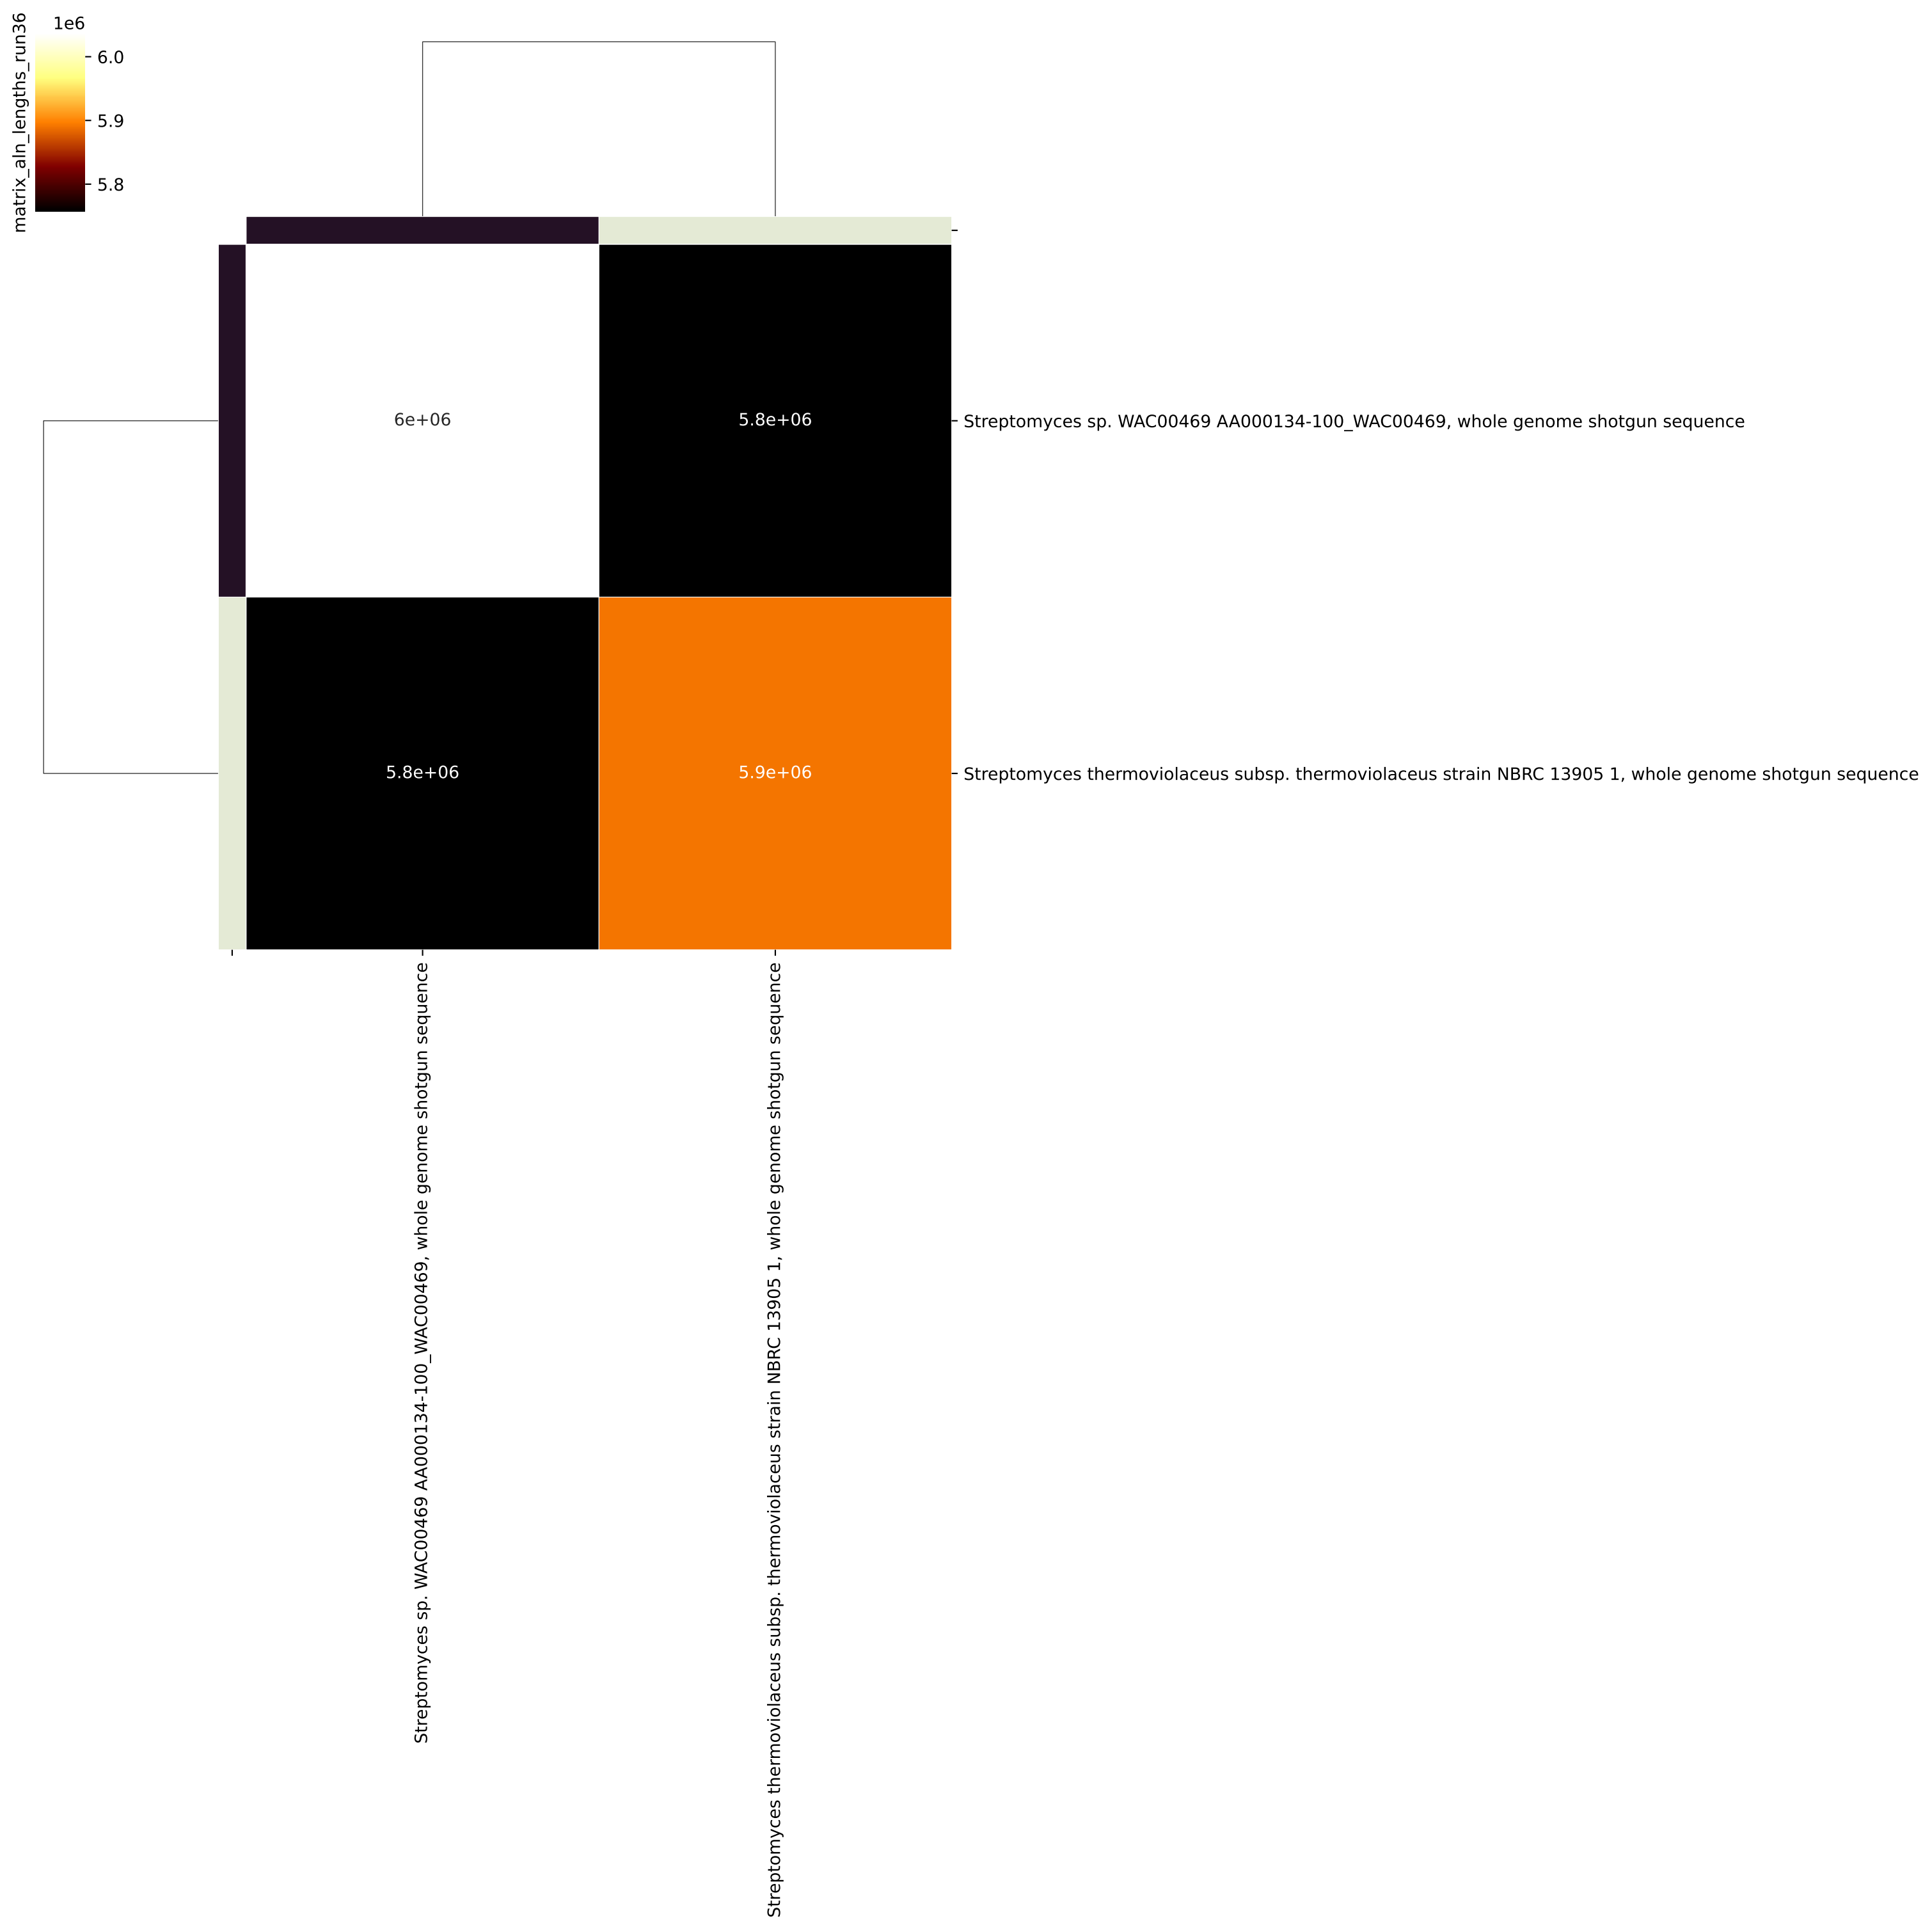 1e6
matrix_aln_lengths_run36
6.0
5.9
5.8
6e+06
5.8e+06
Streptomyces sp. WAC00469 AA000134-100_WAC00469, whole genome shotgun sequence
5.8e+06
5.9e+06
Streptomyces thermoviolaceus subsp. thermoviolaceus strain NBRC 13905 1, whole genome shotgun sequence
Streptomyces sp. WAC00469 AA000134-100_WAC00469, whole genome shotgun sequence
Streptomyces thermoviolaceus subsp. thermoviolaceus strain NBRC 13905 1, whole genome shotgun sequence